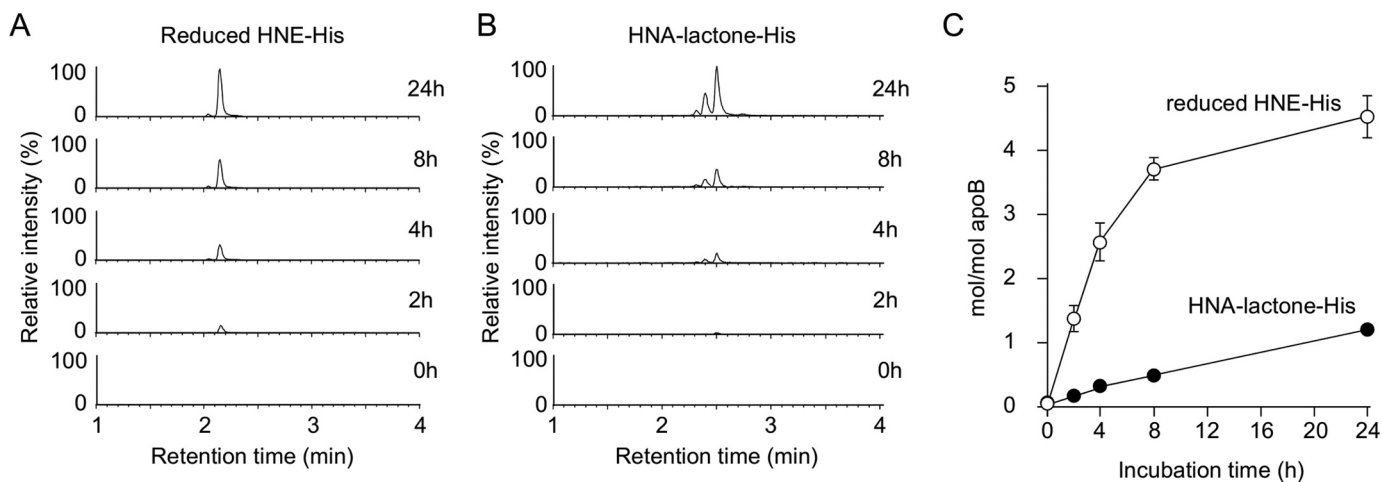 A
Reduced HNE-His
Relative intensity (%)
100
0
24h
100
0
8h
100
0
4h
100
0
2h
100
0
0h
1
2
3
4
Retention time (min)
B
HNA-lactone-His
Relative intensity (%)
100
0
24h
100
0
8h
100
0
4h
100
0
2h
100
0
0h
1
2
3
4
Retention time (min)
C
mol/mol apoB
5
4
3
2
1
0
reduced HNE-His
HNA-lactone-His
0 4 8 12 16 20 24
Incubation time (h)